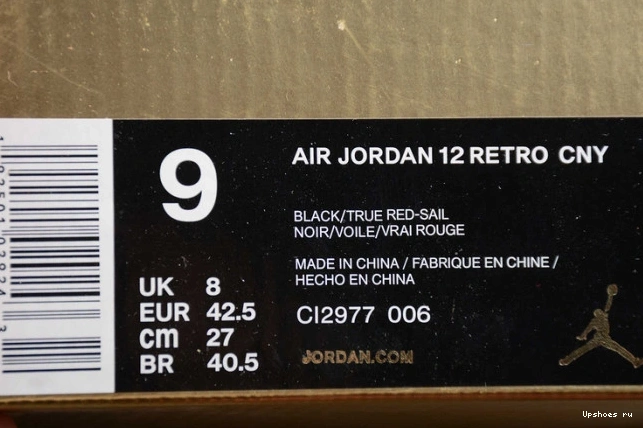 9
AIR JORDAN 12 RETRO CNY
BLACK/TRUE RED-SAIL
NOIR/VOILE/VRAI ROUGE
MADE IN CHINA / FABRIQUE EN CHINE /
HECHO EN CHINA
UK 8
EUR 42.5
cm 27
BR 40.5
CI2977 006
JORDAN.COM
Upshoes ru